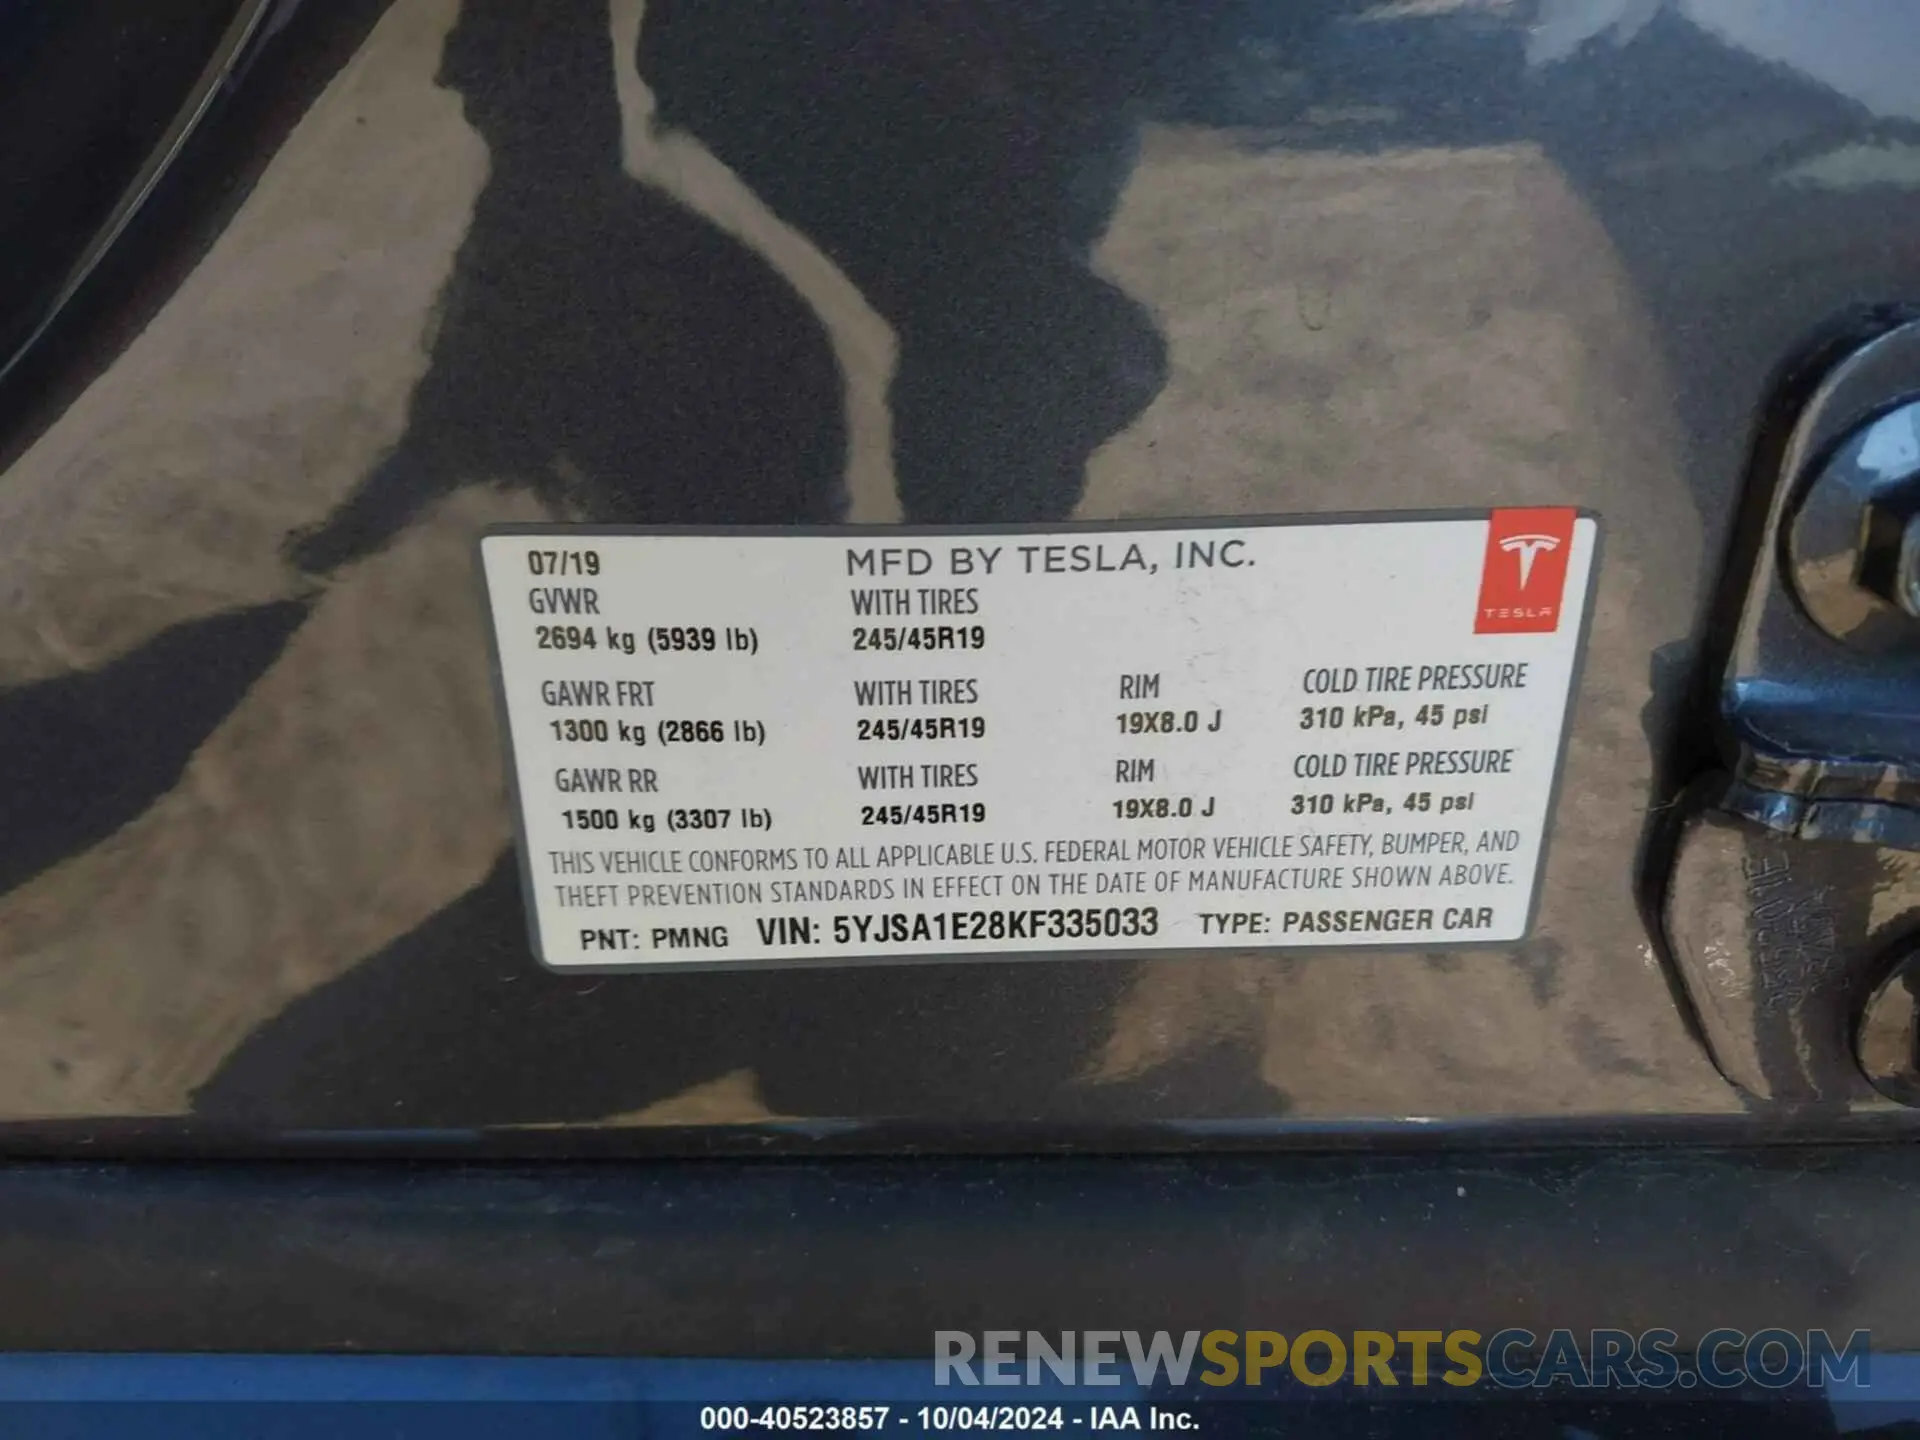 07/19 MFD BY TESLA, INC.
TESLA
GVWR WITH TIRES
2694 kg (5939 lb) 245/45R19
GAWR FRT WITH TIRES RIM COLD TIRE PRESSURE
1300 kg (2866 lb) 245/45R19 19X8.0 J 310 kPa, 45 psi
GAWR RR WITH TIRES RIM COLD TIRE PRESSURE
1500 kg (3307 lb) 245/45R19 19X8.0 J 310 kPa, 45 psi
THIS VEHICLE CONFORMS TO ALL APPLICABLE U.S. FEDERAL MOTOR VEHICLE SAFETY, BUMPER, AND
THEFT PREVENTION STANDARDS IN EFFECT ON THE DATE OF MANUFACTURE SHOWN ABOVE.
PNT: PMNG VIN: 5YJSA1E28KF335033 TYPE: PASSENGER CAR
RENEWSPORTSCARS.COM
000-40523857 - 10/04/2024 - IAA Inc.